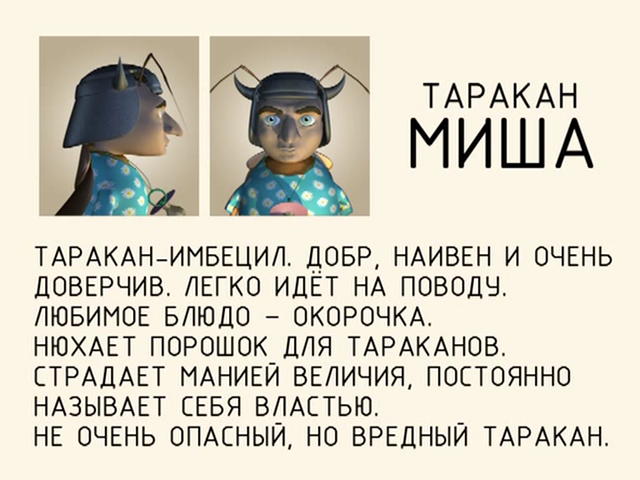 ТАРАКАН
МИША
ТАРАКАН-ИМБЕЦИЛ. ДОБР, НАИВЕН И ОЧЕНЬ
ДОВЕРЧИВ. ЛЕГКО ИДЁТ НА ПОВОДУ.
ЛЮБИМОЕ БЛЮДО - ОКОРОЧКА.
НЮХАЕТ ПОРОШОК ДЛЯ ТАРАКАНОВ.
СТРАДАЕТ МАНИЕЙ ВЕЛИЧИЯ, ПОСТОЯННО
НАЗЫВАЕТ СЕБЯ ВЛАСТЬЮ.
НЕ ОЧЕНЬ ОПАСНЫЙ, НО ВРЕДНЫЙ ТАРАКАН.